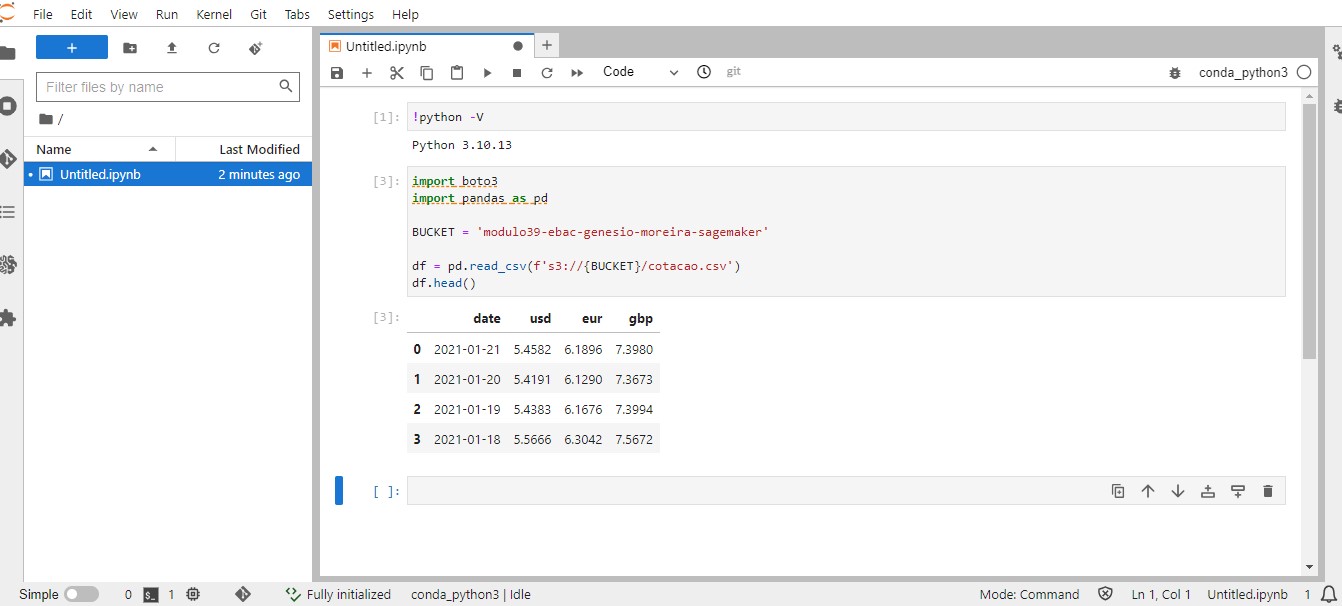 File Edit View Run Kernel Git Tabs Settings Help
Untitled.ipynb
Filter files by name
Code
git
conda_python3
/
Name Last Modified
Untitled.ipynb 2 minutes ago
[1]: !python -V
Python 3.10.13
[3]: import boto3
import pandas as pd
BUCKET = 'modulo39-ebac-genesio-moreira-sagemaker'
df = pd.read_csv(f's3://{BUCKET}/cotacao.csv')
df.head()
[3]: date usd eur gbp
0 2021-01-21 5.4582 6.1896 7.3980
1 2021-01-20 5.4191 6.1290 7.3673
2 2021-01-19 5.4383 6.1676 7.3994
3 2021-01-18 5.5666 6.3042 7.5672
[ ]:
Simple 0 $_ 1 Fully initialized conda_python3 | Idle Mode: Command Ln 1, Col 1 Untitled.ipynb 1